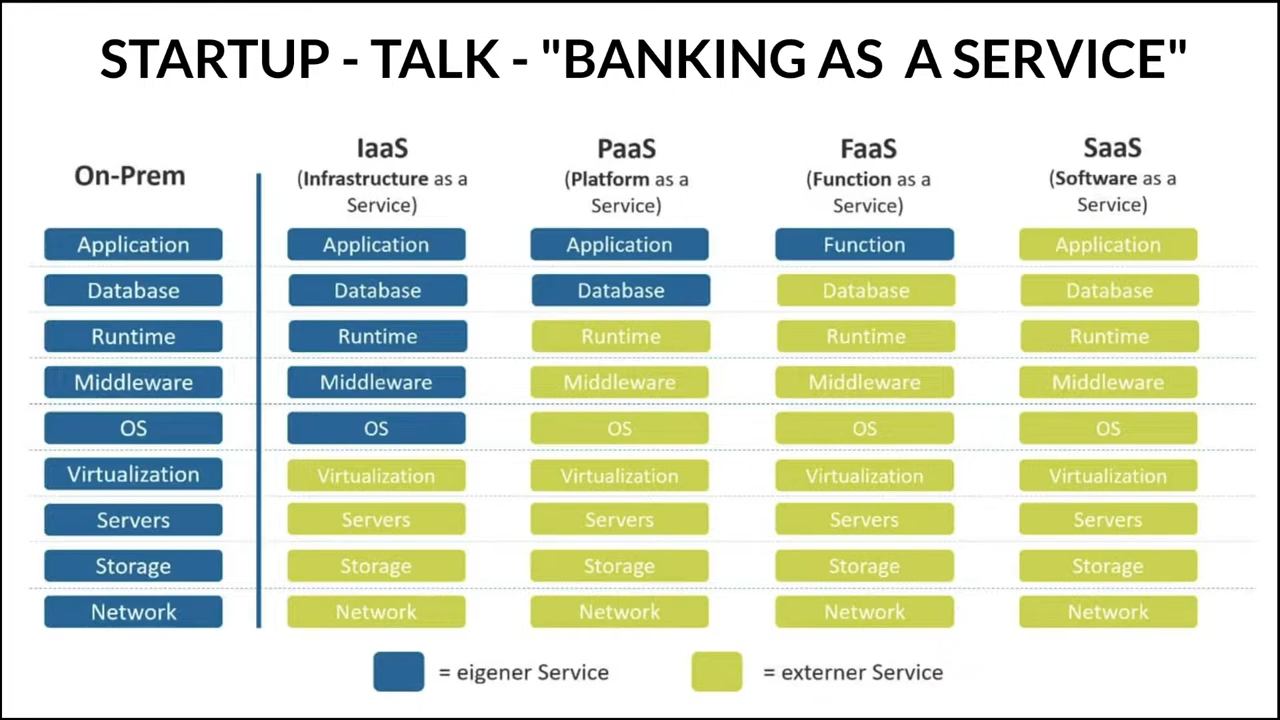 STARTUP - TALK - "BANKING AS A SERVICE"
On-Prem
IaaS
(Infrastructure as a
Service)
PaaS
(Platform as a
Service)
FaaS
(Function as a
Service)
SaaS
(Software as a
Service)
Application Application Application Function Application
Database Database Database Database Database
Runtime Runtime Runtime Runtime Runtime
Middleware Middleware Middleware Middleware Middleware
OS OS OS OS OS
Virtualization Virtualization Virtualization Virtualization Virtualization
Servers Servers Servers Servers Servers
Storage Storage Storage Storage Storage
Network Network Network Network Network
= eigener Service = externer Service